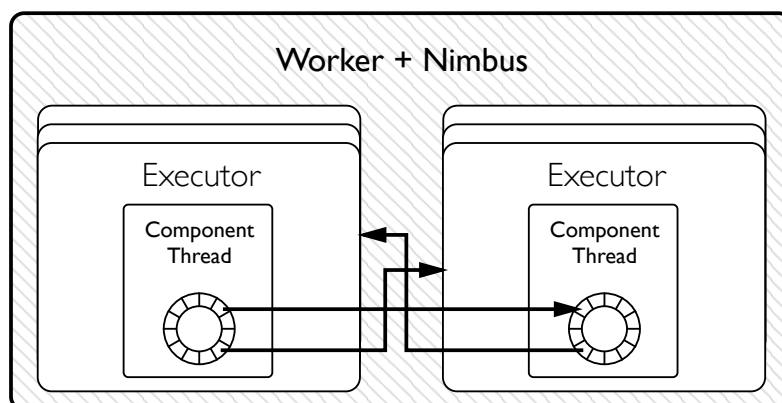 Worker + Nimbus
Executor
Component
Thread
Executor
Component
Thread